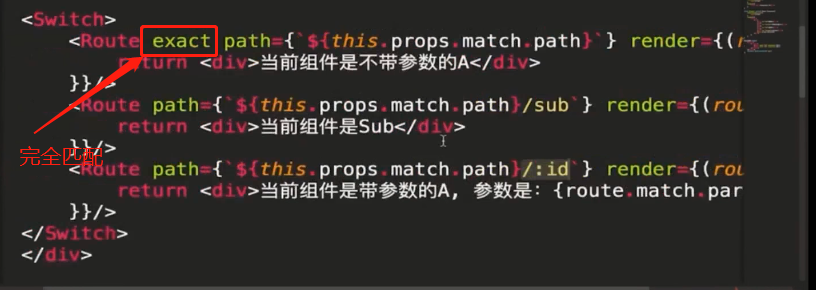 <Switch>
<Route exact path={`${this.props.match.path}`} render={(ro
return <div>当前组件是不带参数的A</div>
}}/>
<Route path={`${this.props.match.path}/sub`} render={(rou
return <div>当前组件是Sub</div>
}}/>
完全匹配
<Route path={`${this.props.match.path}/:id`} render={(rou
return <div>当前组件是带参数的A, 参数是: {route.match.par
}}/>
</Switch>
</div>